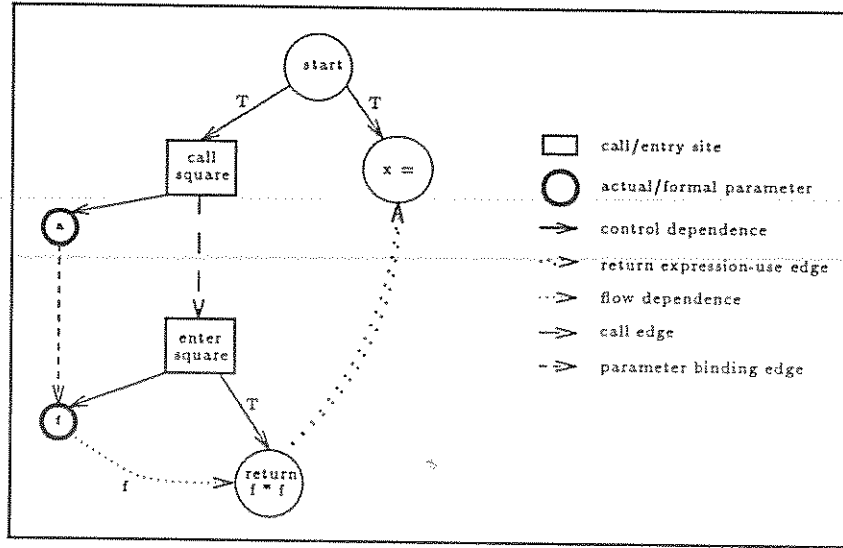 start
T
T
call
square
x =
a
enter
square
f
T
return
f * f
f
call/entry site
actual/formal parameter
control dependence
return expression-use edge
flow dependence
call edge
parameter binding edge